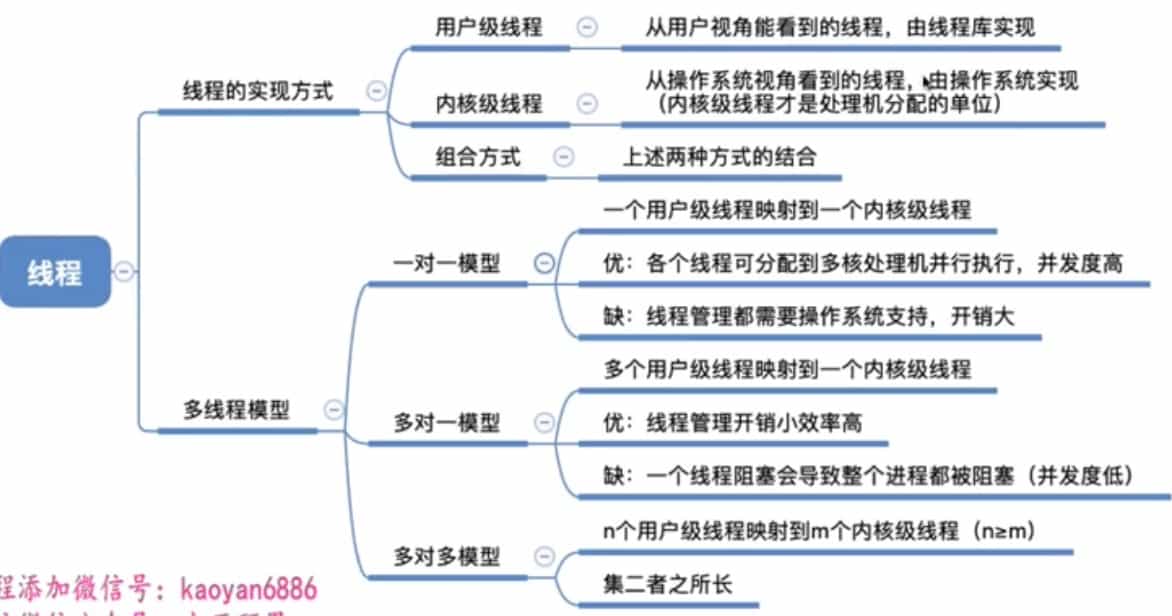 用户级线程
从用户视角能看到的线程，由线程库实现
线程的实现方式
内核级线程
从操作系统视角看到的线程，由操作系统实现
（内核级线程才是处理机分配的单位）
组合方式
上述两种方式的结合
线程
一对一模型
一个用户级线程映射到一个内核级线程
优：各个线程可分配到多核处理机并行执行，并发度高
缺：线程管理都需要操作系统支持，开销大
多线程模型
多对一模型
多个用户级线程映射到一个内核级线程
优：线程管理开销小效率高
缺：一个线程阻塞会导致整个进程都被阻塞（并发度低）
多对多模型
n个用户级线程映射到m个内核级线程（n≥m）
集二者之所长
程添加微信号：kaoyan6886